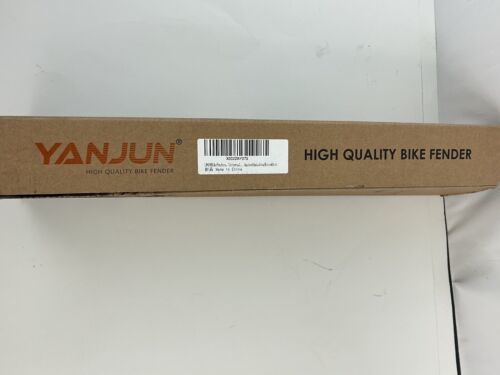 YANJUN®
HIGH QUALITY BIKE FENDER
Made in China
HIGH QUALITY BIKE FENDER